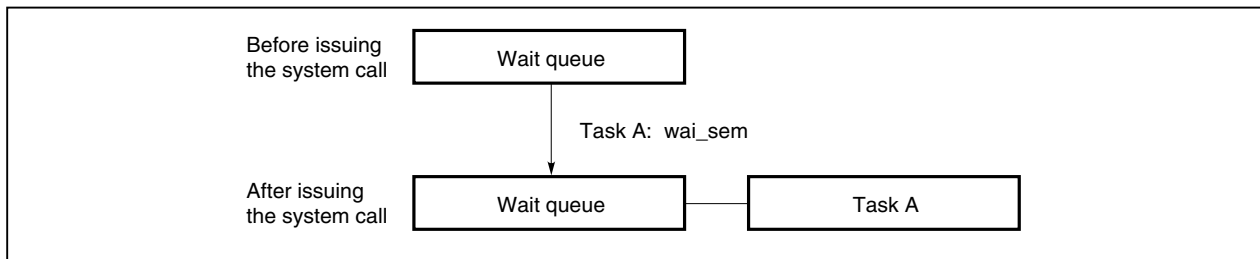 Before issuing
the system call
Wait queue
Task A:  wai_sem
After issuing
the system call
Wait queue
Task A